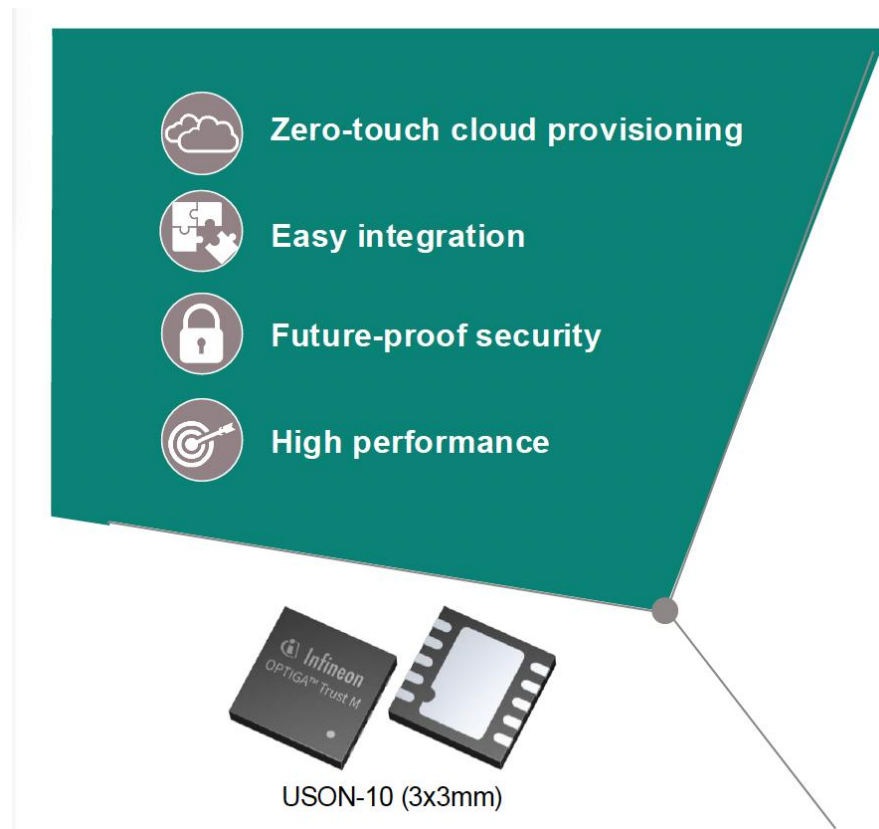 Zero-touch cloud provisioning
Easy integration
Future-proof security
High performance
Infineon
OPTIGA™ Trust M
USON-10 (3x3mm)